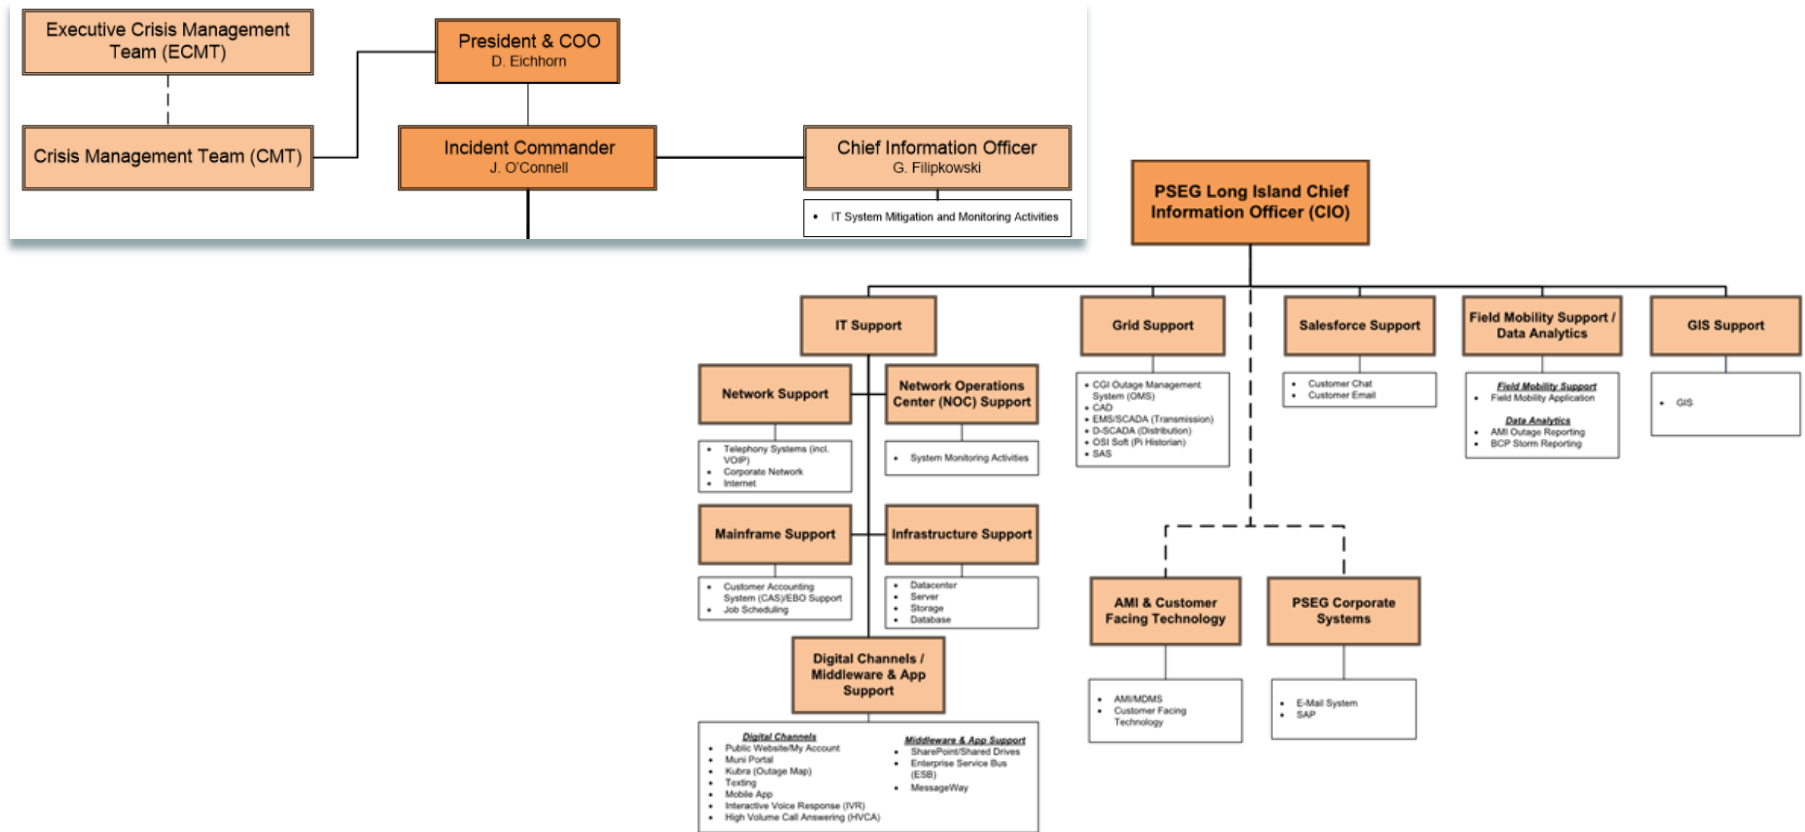 Executive Crisis Management
Team (ECMT)
President & COO
D. Eichhorn
Crisis Management Team (CMT)
Incident Commander
J. O'Connell
Chief Information Officer
G. Filipkowski
• IT System Mitigation and Monitoring Activities
PSEG Long Island Chief
Information Officer (CIO)
IT Support
Grid Support
Salesforce Support
Field Mobility Support /
Data Analytics
GIS Support
Network Support
• Telephony Systems (incl.
VOIP)
• Corporate Network
• Internet
Network Operations
Center (NOC) Support
• System Monitoring Activities
• CGI Outage Management
System (OMS)
• CAD
• EMS/SCADA (Transmission)
• D-SCADA (Distribution)
• OSI Soft (Pi Historian)
• SAS
• Customer Chat
• Customer Email
Field Mobility Support
• Field Mobility Application
Data Analytics
• AMI Outage Reporting
• BCP Storm Reporting
• GIS
Mainframe Support
• Customer Accounting
System (CAS)/EBO Support
• Job Scheduling
Infrastructure Support
• Datacenter
• Server
• Storage
• Database
AMI & Customer
Facing Technology
• AMI/MDMS
• Customer Facing
Technology
PSEG Corporate
Systems
• E-Mail System
• SAP
Digital Channels /
Middleware & App
Support
Digital Channels
• Public Website/My Account
• Muni Portal
• Kubra (Outage Map)
• Texting
• Mobile App
• Interactive Voice Response (IVR)
• High Volume Call Answering (HVCA)
Middleware & App Support
• SharePoint/Shared Drives
• Enterprise Service Bus
(ESB)
• MessageWay